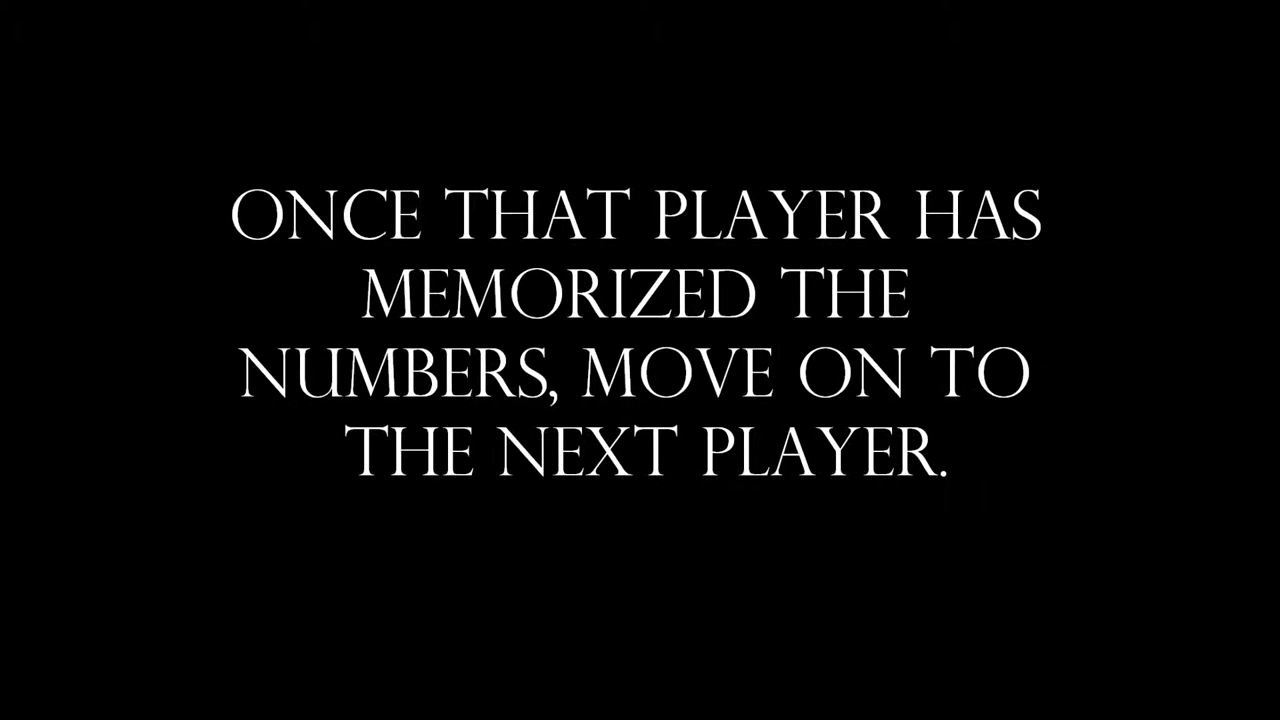 ONCE THAT PLAYER HAS
MEMORIZED THE
NUMBERS, MOVE ON TO
THE NEXT PLAYER.